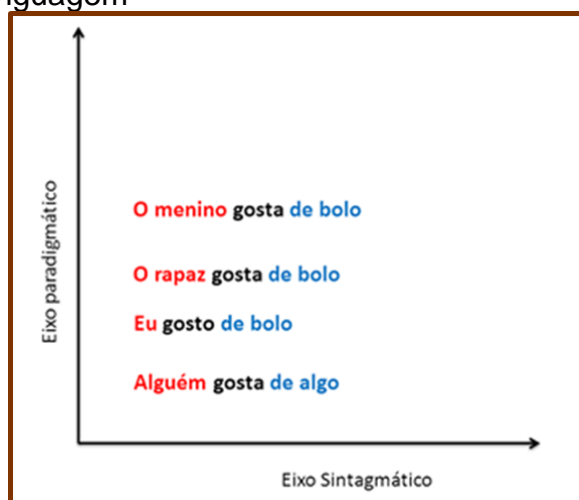 iguagom
Eixo paradigmático
O menino gosta de bolo
O rapaz gosta de bolo
Eu gosto de bolo
Alguém gosta de algo
Eixo Sintagmático